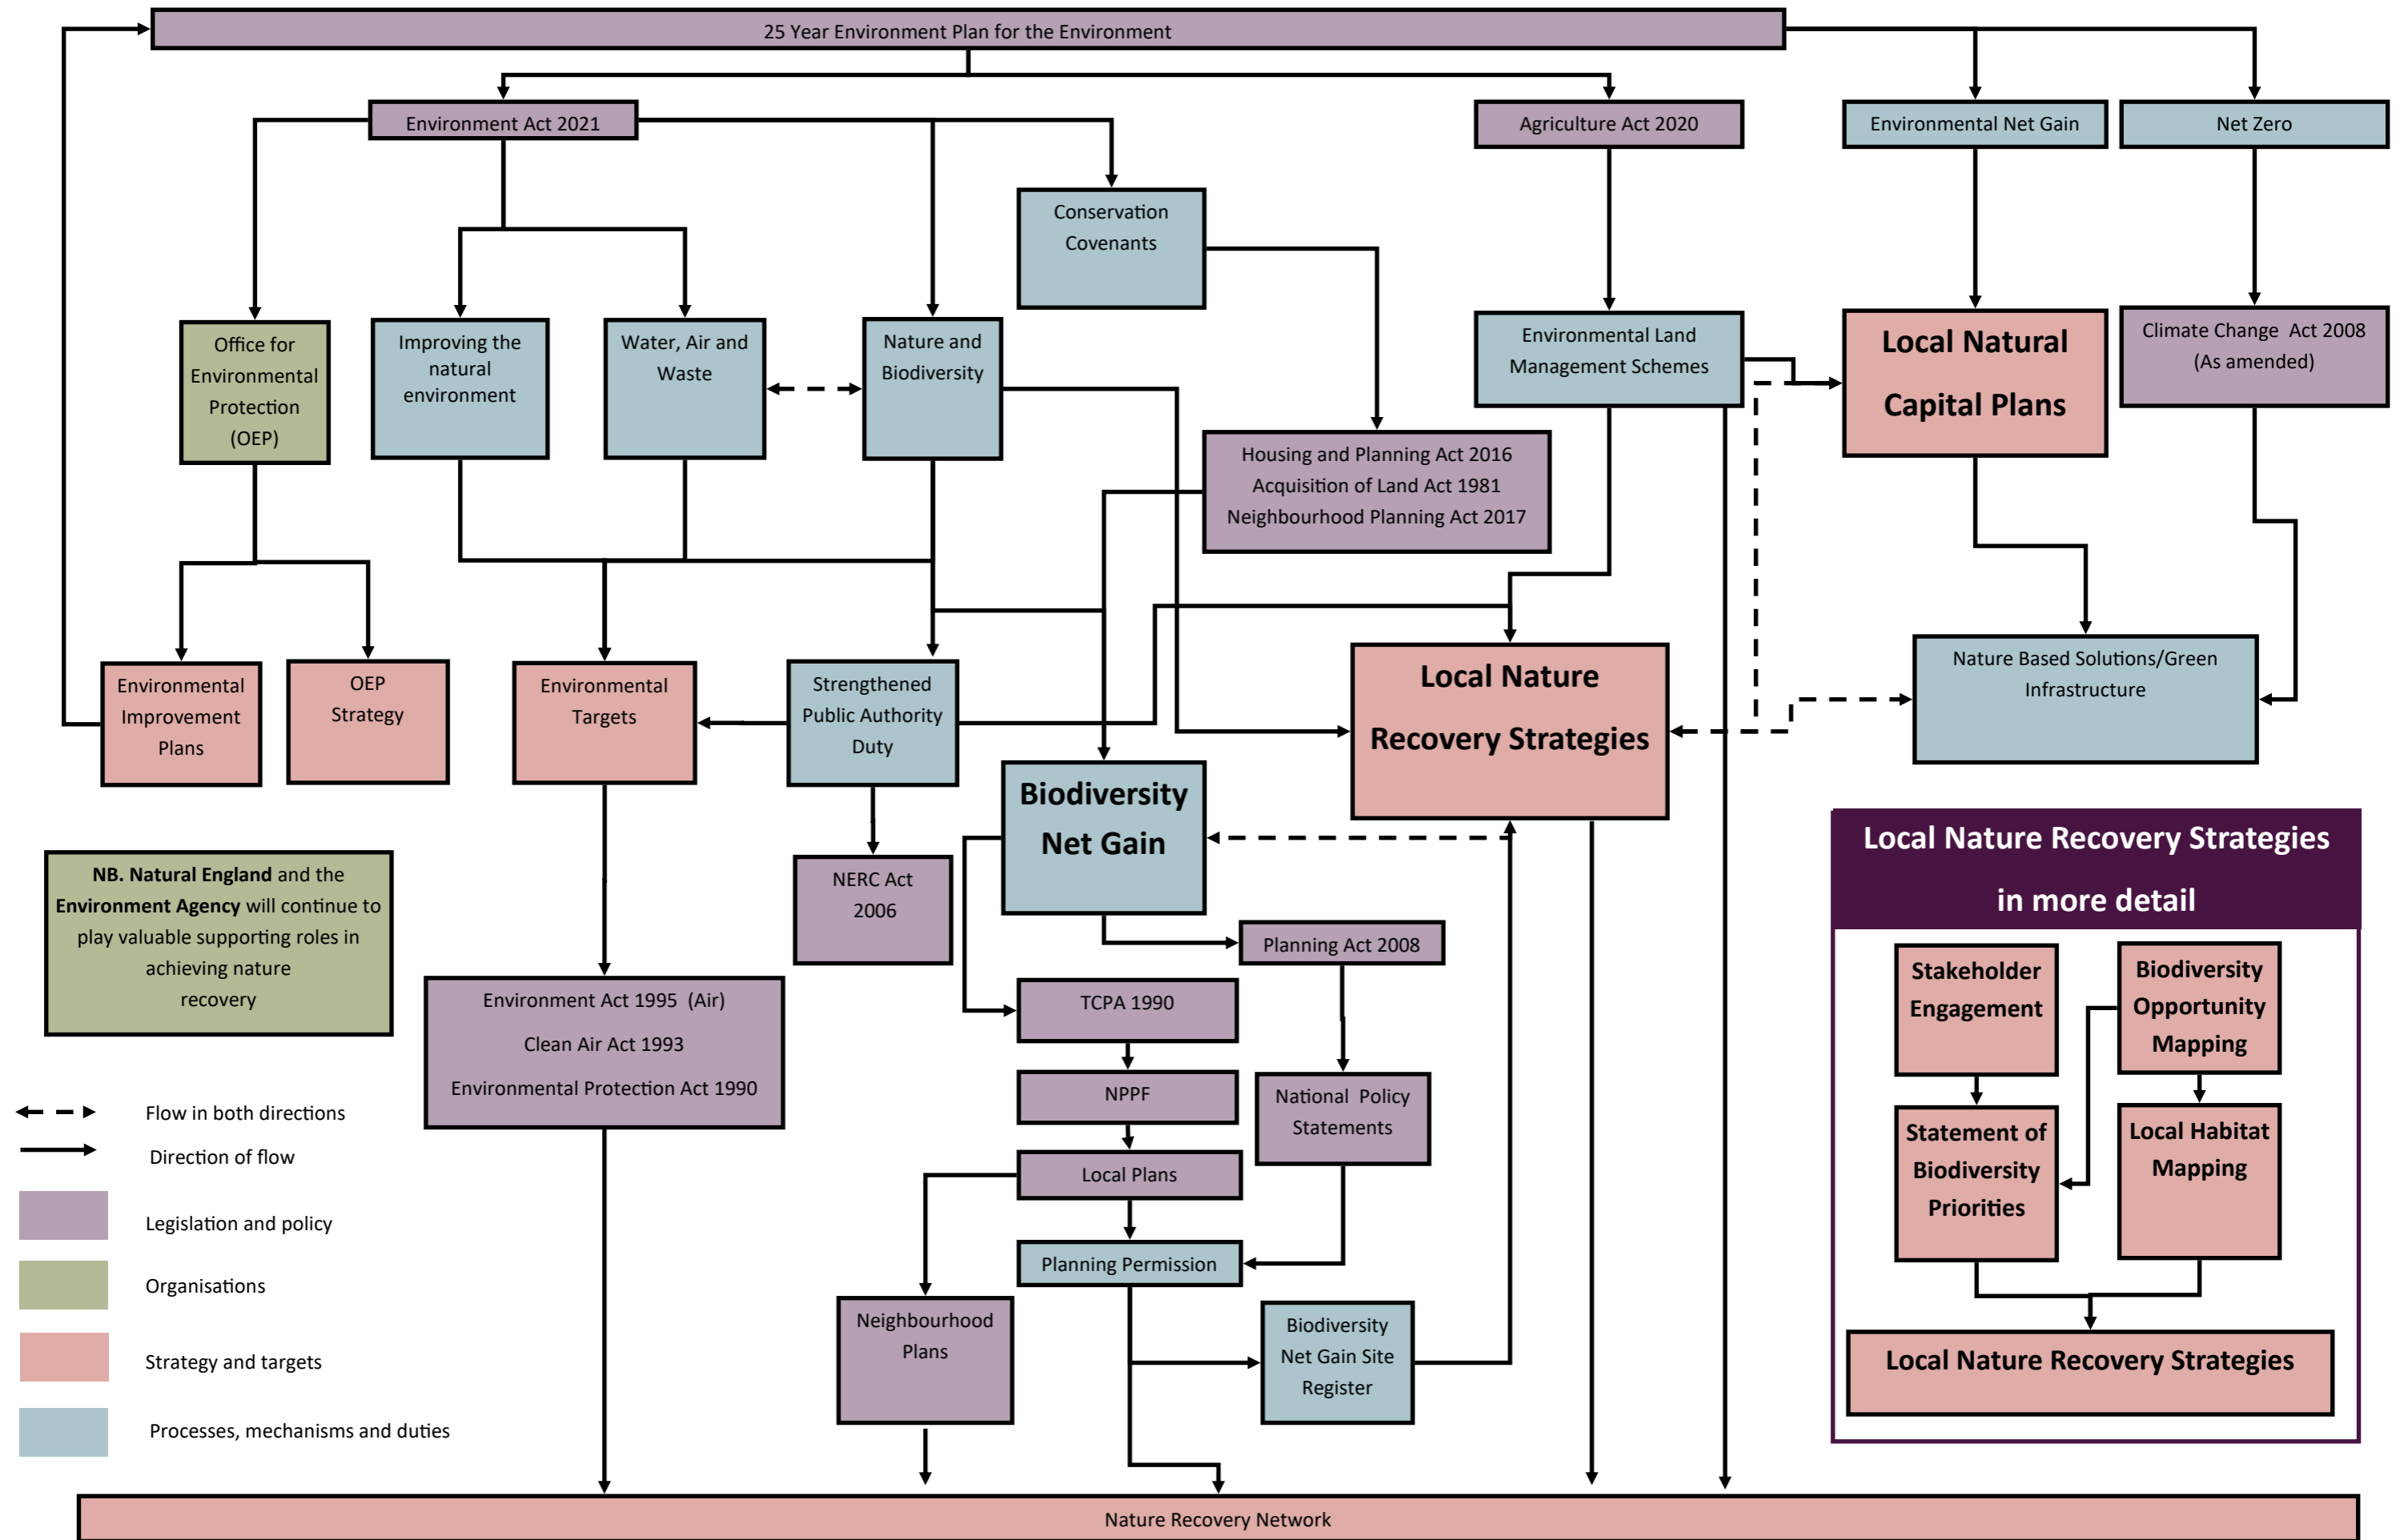 25 Year Environment Plan for the Environment
Environment Act 2021
Agriculture Act 2020
Environmental Net Gain
Net Zero
Conservation
Covenants
Office for
Environmental
Protection
(OEP)
Improving the
natural
environment
Water, Air and
Waste
Nature and
Biodiversity
Environmental Land
Management Schemes
Local Natural
Capital Plans
Climate Change  Act 2008
(As amended)
Housing and Planning Act 2016
Acquisition of Land Act 1981
Neighbourhood Planning Act 2017
Environmental
Improvement
Plans
OEP
Strategy
Environmental
Targets
Strengthened
Public Authority
Duty
Local Nature
Recovery Strategies
Nature Based Solutions/Green
Infrastructure
Biodiversity
Net Gain
NERC Act
2006
NB. Natural England and the
Environment Agency will continue to
play valuable supporting roles in
achieving nature
recovery
Planning Act 2008
Environment Act 1995  (Air)
Clean Air Act 1993
Environmental Protection Act 1990
TCPA 1990
NPPF
National  Policy
Statements
Local Plans
Planning Permission
Neighbourhood
Plans
Biodiversity
Net Gain Site
Register
Local Nature Recovery Strategies
in more detail
Stakeholder
Engagement
Biodiversity
Opportunity
Mapping
Statement of
Biodiversity
Priorities
Local Habitat
Mapping
Local Nature Recovery Strategies
Flow in both directions
Direction of flow
Legislation and policy
Organisations
Strategy and targets
Processes, mechanisms and duties
Nature Recovery Network